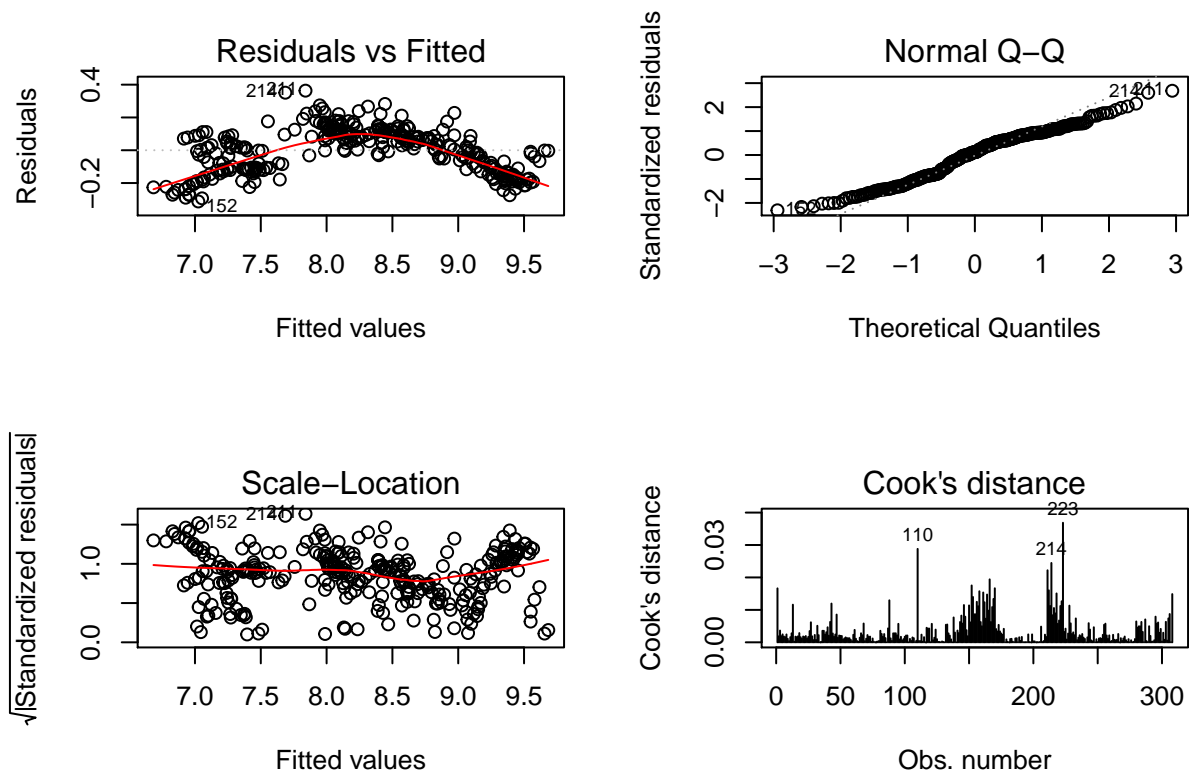 Residuals vs Fitted
Residuals
0.4
−0.2
214
211
152
7.0 7.5 8.0 8.5 9.0 9.5
Fitted values
Normal Q−Q
Standardized residuals
2
0
−2
214
211
−3 −2 −1 0 1 2 3
Theoretical Quantiles
Scale−Location
√|Standardized residuals|
1.0
0.0
152
214
211
7.0 7.5 8.0 8.5 9.0 9.5
Fitted values
Cook's distance
Cook's distance
0.03
0.00
223
110
214
0 50 100 200 300
Obs. number